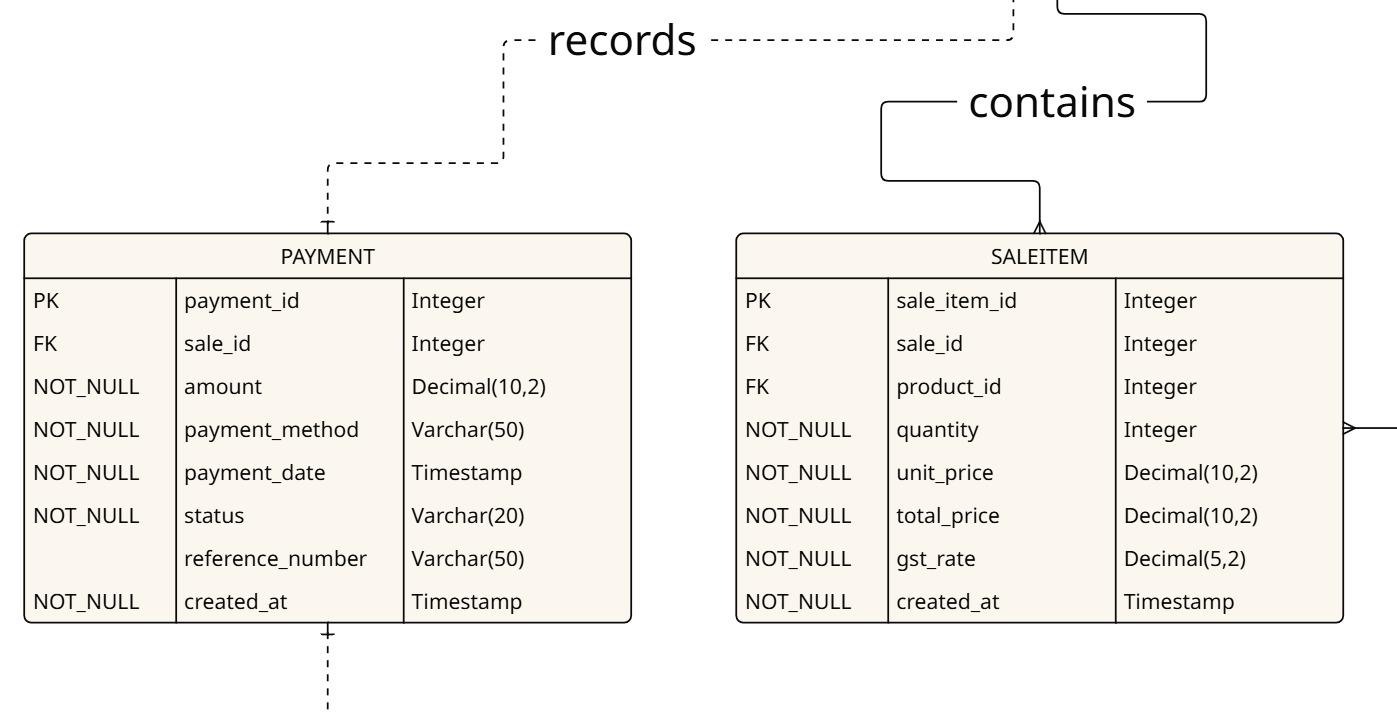 records
contains
PAYMENT
PK payment_id Integer
FK sale_id Integer
NOT_NULL amount Decimal(10,2)
NOT_NULL payment_method Varchar(50)
NOT_NULL payment_date Timestamp
NOT_NULL status Varchar(20)
reference_number Varchar(50)
NOT_NULL created_at Timestamp
SALEITEM
PK sale_item_id Integer
FK sale_id Integer
FK product_id Integer
NOT_NULL quantity Integer
NOT_NULL unit_price Decimal(10,2)
NOT_NULL total_price Decimal(10,2)
NOT_NULL gst_rate Decimal(5,2)
NOT_NULL created_at Timestamp